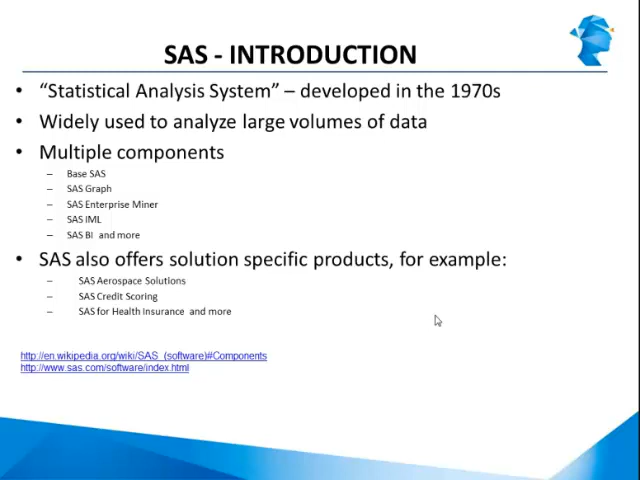 SAS - INTRODUCTION
• “Statistical Analysis System” – developed in the 1970s
• Widely used to analyze large volumes of data
• Multiple components
– Base SAS
– SAS Graph
– SAS Enterprise Miner
– SAS IML
– SAS BI and more
• SAS also offers solution specific products, for example:
– SAS Aerospace Solutions
– SAS Credit Scoring
– SAS for Health Insurance and more
http://en.wikipedia.org/wiki/SAS_(software)#Components
http://www.sas.com/software/index.html